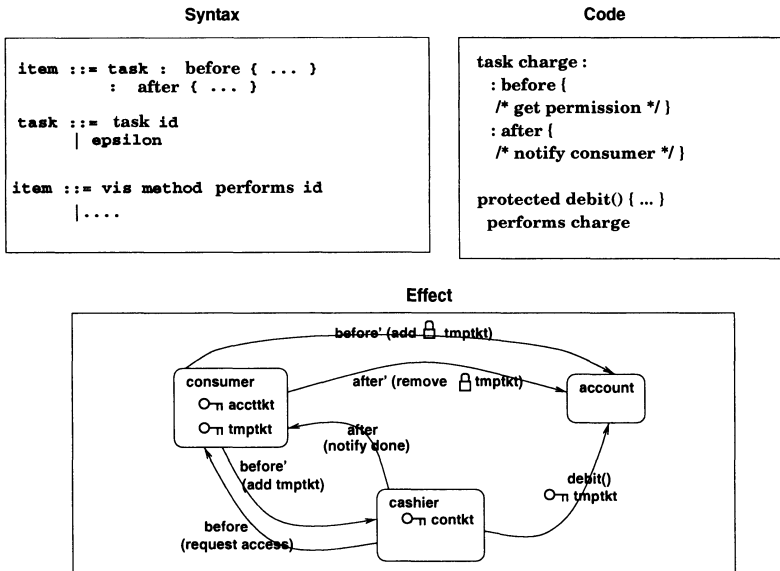 Syntax
item ::= task : before { ... }
: after { ... }
task ::= task id
| epsilon
item ::= vis method performs id
|....
Code
task charge :
: before {
/* get permission */ }
: after {
/* notify consumer */ }
protected debit() { ... }
performs charge
Effect
before' (add tmptkt)
consumer
accttkt
tmptkt
after' (remove tmptkt)
account
after
(notify done)
before'
(add tmptkt)
debit()
tmptkt
cashier
contkt
before
(request access)